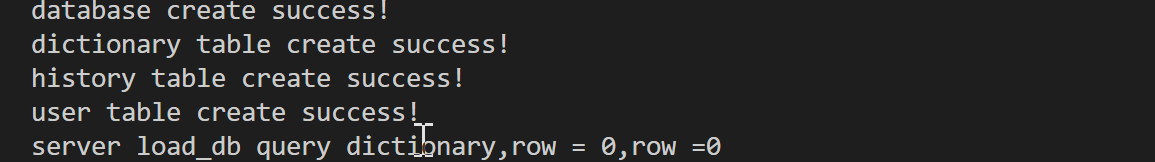 database create success!
dictionary table create success!
history table create success!
user table create success!
server load_db query dictionary,row = 0,row =0